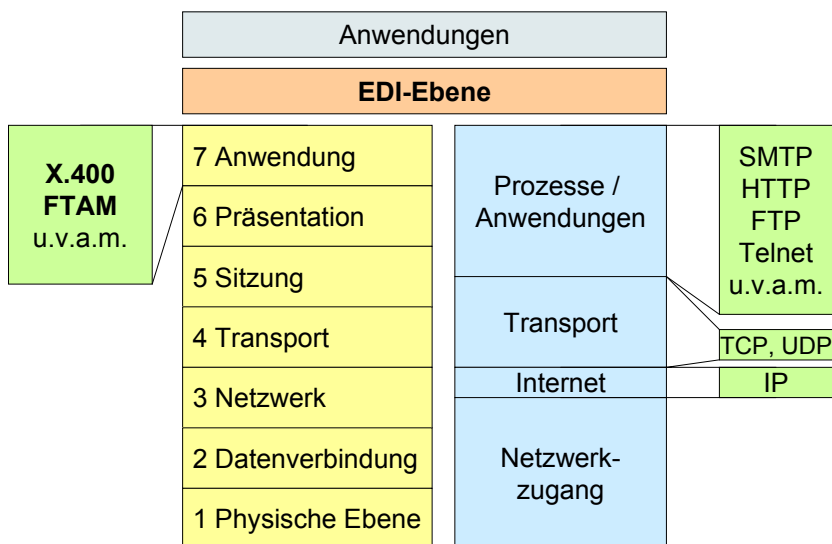 Anwendungen
EDI-Ebene
X.400
FTAM
u.v.a.m.
7 Anwendung
6 Präsentation
5 Sitzung
4 Transport
3 Netzwerk
2 Datenverbindung
1 Physische Ebene
Prozesse /
Anwendungen
Transport
Internet
Netzwerk-
zugang
SMTP
HTTP
FTP
Telnet
u.v.a.m.
TCP, UDP
IP